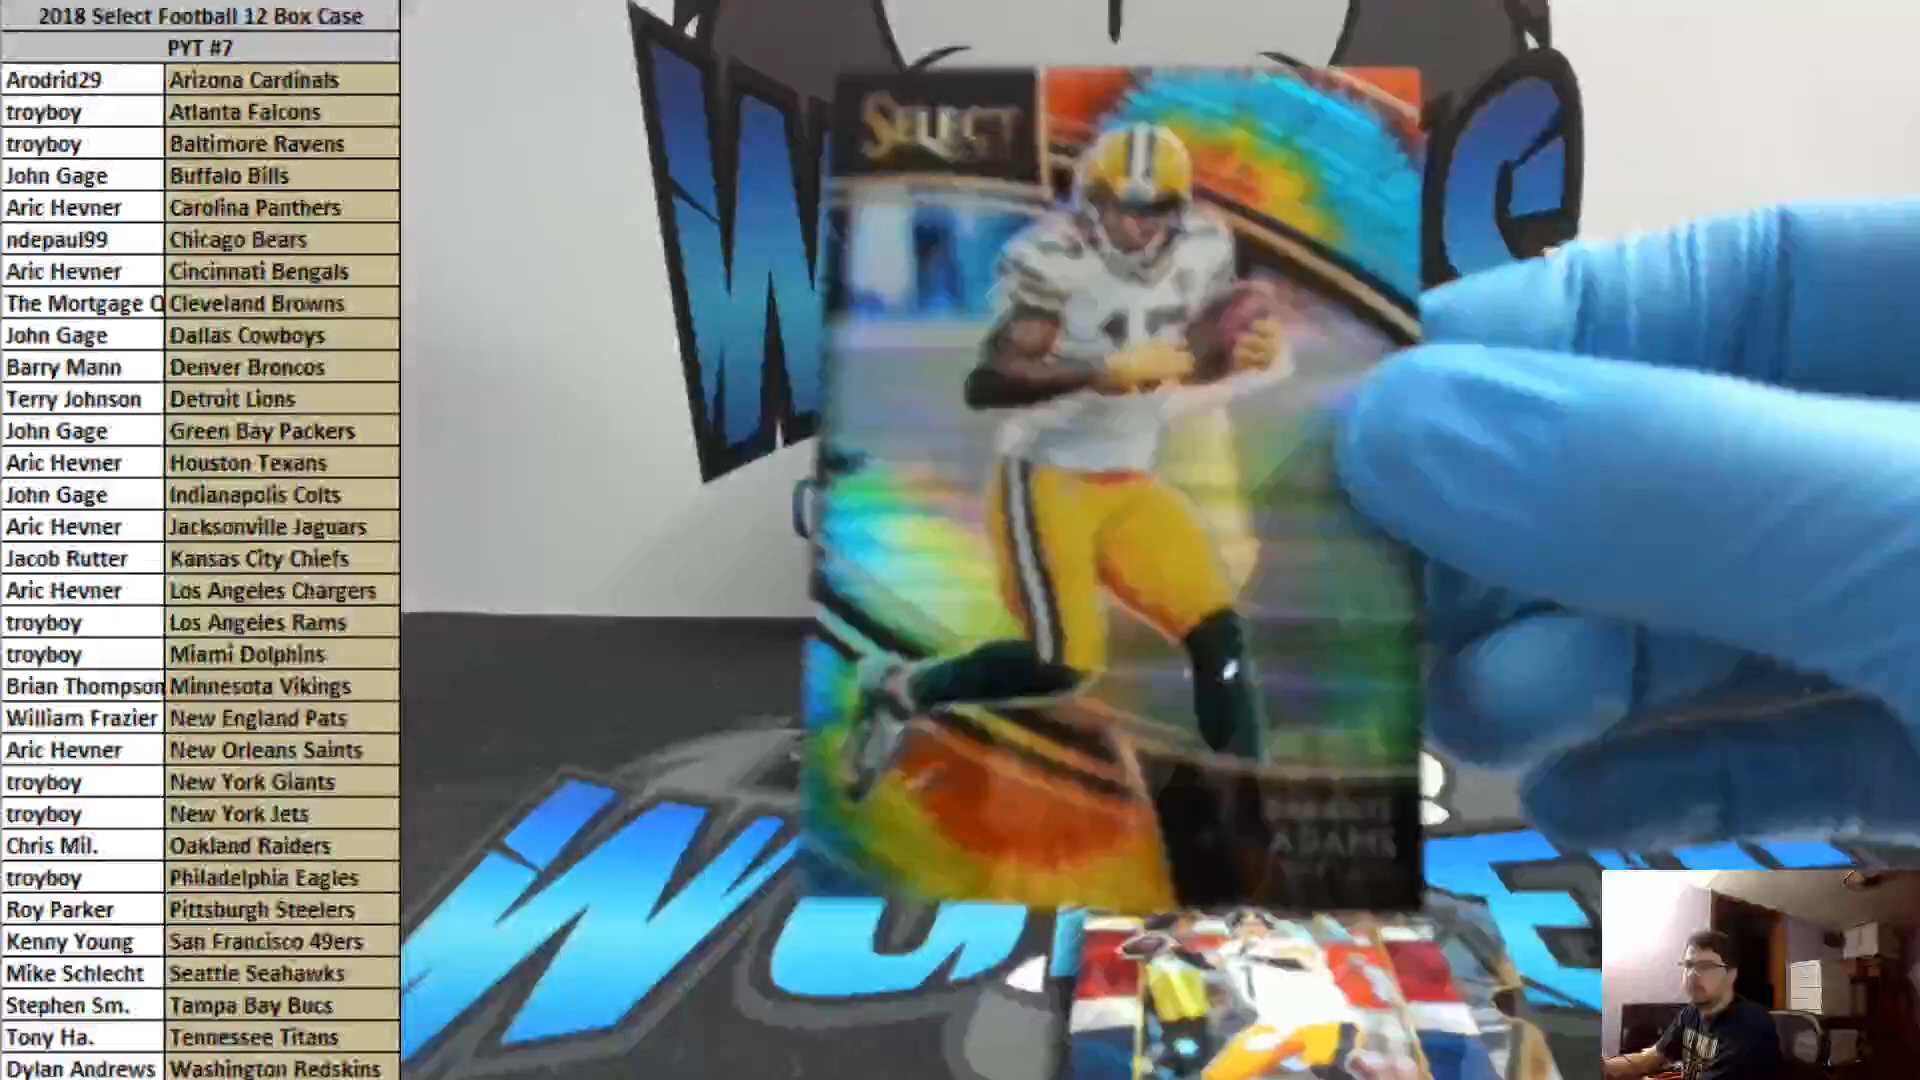 2018 Select Football 12 Box Case
PYT #7
Arodrid29 Arizona Cardinals
troyboy Atlanta Falcons
troyboy Baltimore Ravens
John Gage Buffalo Bills
Aric Hevner Carolina Panthers
ndepaul99 Chicago Bears
Aric Hevner Cincinnati Bengals
The Mortgage Cleveland Browns
John Gage Dallas Cowboys
Barry Mann Denver Broncos
Terry Johnson Detroit Lions
John Gage Green Bay Packers
Aric Hevner Houston Texans
John Gage Indianapolis Colts
Aric Hevner Jacksonville Jaguars
Jacob Rutter Kansas City Chiefs
Aric Hevner Los Angeles Chargers
troyboy Los Angeles Rams
troyboy Miami Dolphins
Brian Thompson Minnesota Vikings
William Frazier New England Pats
Aric Hevner New Orleans Saints
troyboy New York Giants
troyboy New York Jets
Chris Mil. Oakland Raiders
troyboy Philadelphia Eagles
Roy Parker Pittsburgh Steelers
Kenny Young San Francisco 49ers
Mike Schlecht Seattle Seahawks
Stephen Sm. Tampa Bay Bucs
Tony Ha. Tennessee Titans
Dylan Andrews Washington Redskins
SELECT
ADAMS